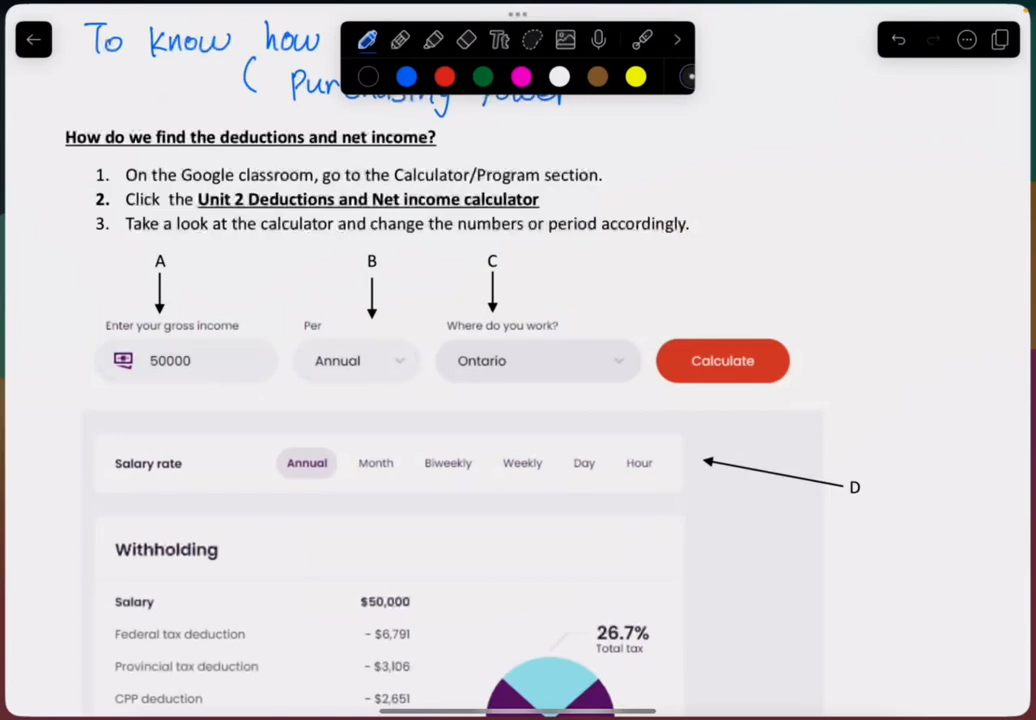 To know how
( Purchasing Power
How do we find the deductions and net income?
1. On the Google classroom, go to the Calculator/Program section.
2. Click the Unit 2 Deductions and Net income calculator
3. Take a look at the calculator and change the numbers or period accordingly.
A B C
Enter your gross income Per Where do you work?
50000 Annual Ontario Calculate
Salary rate Annual Month Biweekly Weekly Day Hour
D
Withholding
Salary $50,000
Federal tax deduction - $6,791
26.7%
Total tax
Provincial tax deduction - $3,106
CPP deduction - $2,651